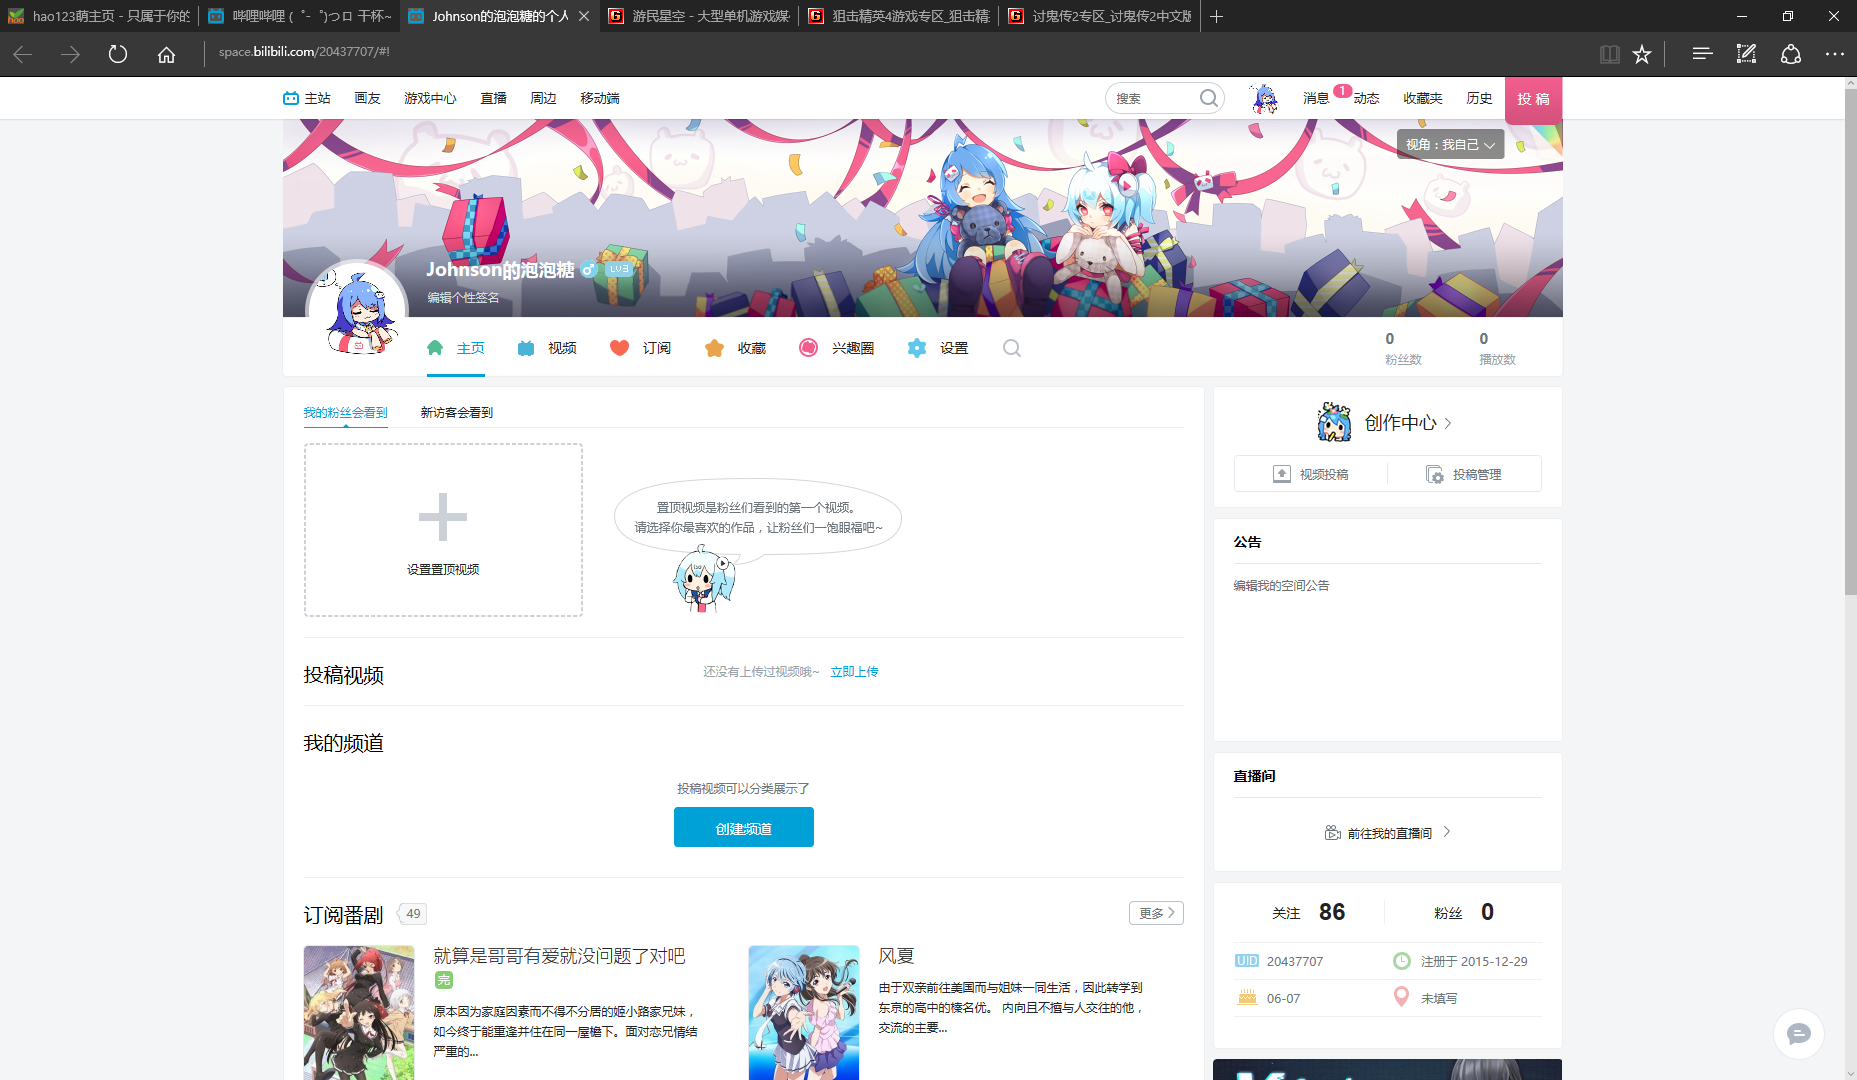 hao123萌主页 - 只属于你的
哔哩哔哩 ( ゜- ゜)つロ 干杯~
Johnson的泡泡糖的个人
游民星空 - 大型单机游戏媒
狙击精英4游戏专区_狙击精
讨鬼传2专区_讨鬼传2中文版
space.bilibili.com/20437707/#!
主站 画友 游戏中心 直播 周边 移动端
搜索
消息 1 动态 收藏夹 历史 投 稿
视角 : 我自己
Johnson的泡泡糖 LV3
编辑个性签名
主页 视频 订阅 收藏 兴趣圈 设置
0 0
粉丝数 播放数
我的粉丝会看到 新访客会看到
设置置顶视频
置顶视频是粉丝们看到的第一个视频。
请选择你最喜欢的作品，让粉丝们一饱眼福吧~
投稿视频
还没有上传过视频哦~ 立即上传
我的频道
投稿视频可以分类展示了
创建频道
订阅番剧 49
更多
就算是哥哥有爱就没问题了对吧
完
原本因为家庭因素而不得不分居的姬小路家兄妹，
如今终于能重逢并住在同一屋檐下。面对恋兄情结
严重的...
风夏
由于双亲前往美国而与姐妹一同生活，因此转学到
东京的高中的榛名优。 内向且不擅与人交往的他，
交流的主要...
创作中心
视频投稿 投稿管理
公告
编辑我的空间公告
直播间
前往我的直播间
关注 86 粉丝 0
UID 20437707 注册于 2015-12-29
06-07 未填写